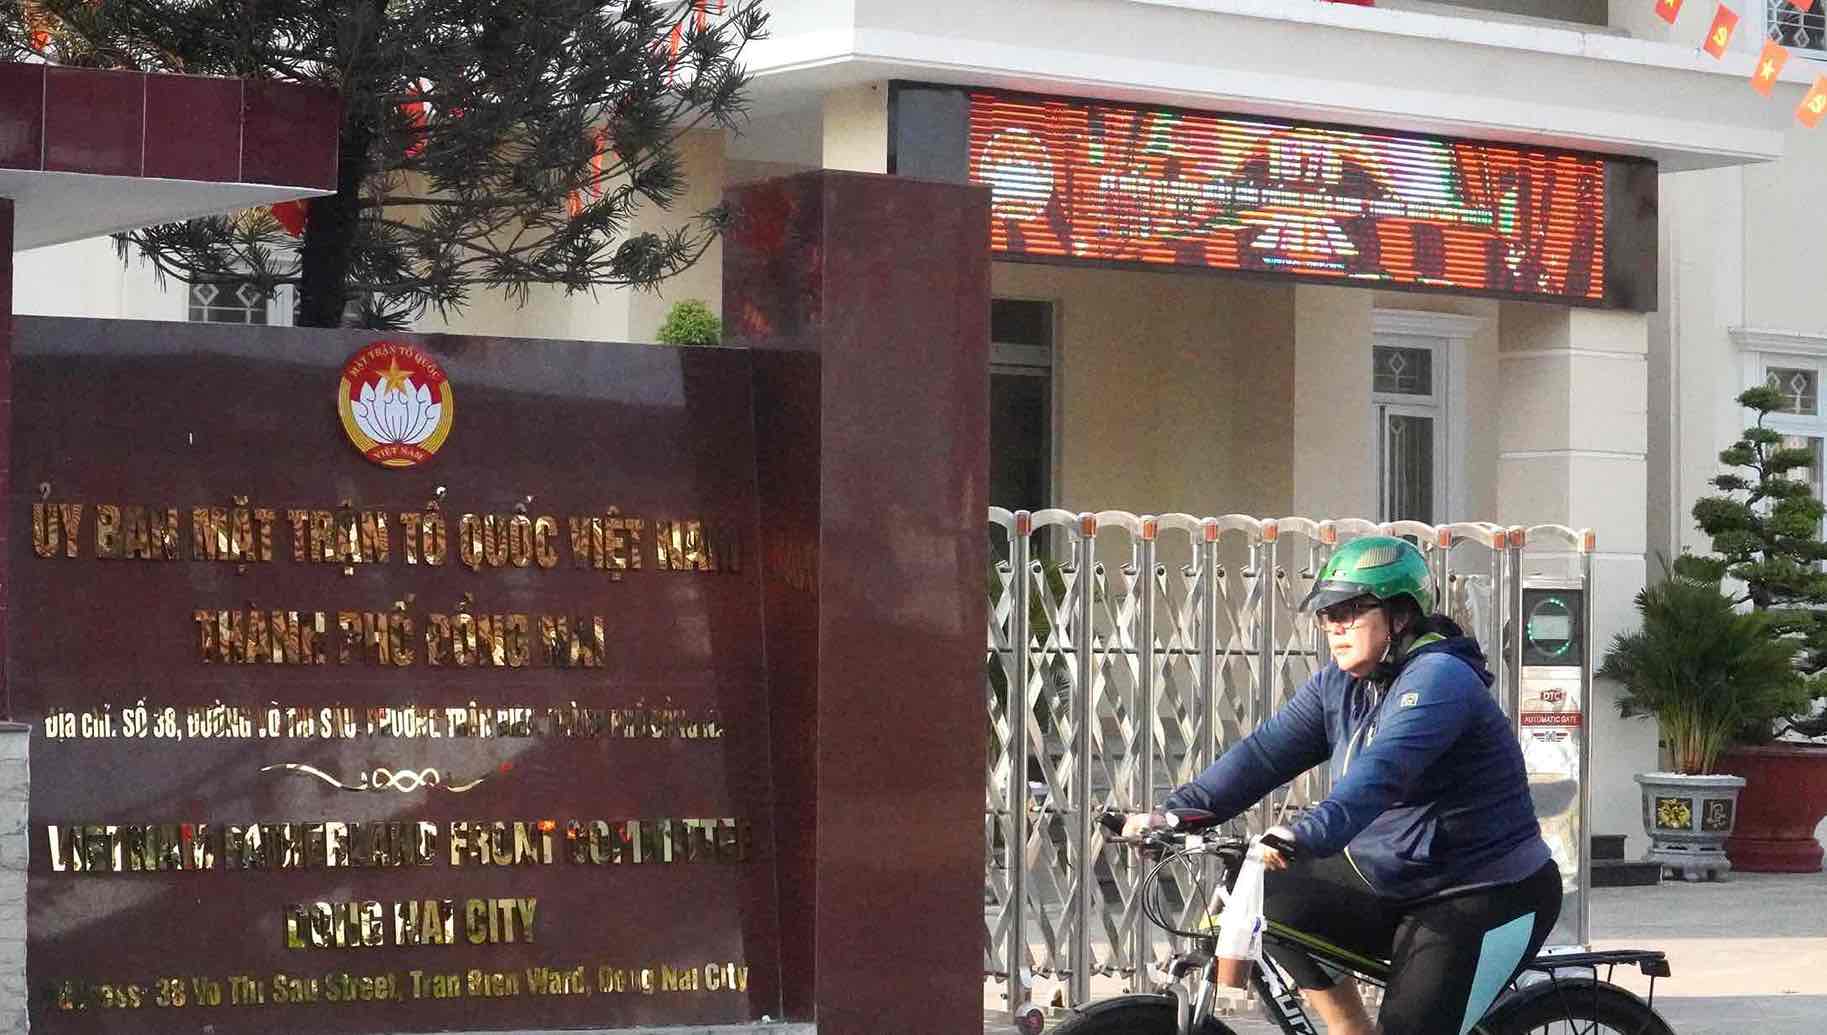 MẶT TRẬN TỔ QUỐC
VIỆT NAM
ỦY BAN MẶT TRẬN TỔ QUỐC VIỆT NAM
THÀNH PHỐ ĐỒNG NAI
Địa chỉ: SỐ 38, ĐƯỜNG VÕ THỊ SÁU, PHƯỜNG TRẤN BIÊN, THÀNH PHỐ ĐỒNG NAI
VIETNAM FATHERLAND FRONT COMMITTEE
DONG NAI CITY
Address: 38 Vo Thi Sau Street, Tran Bien Ward, Dong Nai City
DTC
AUTOMATIC GATE